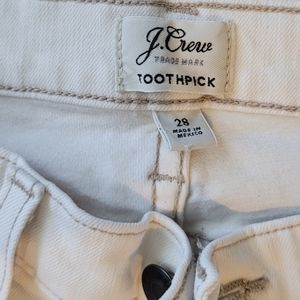 J.Crew
TRADE MARK
TOOTHPICK
28
MADE IN
MEXICO